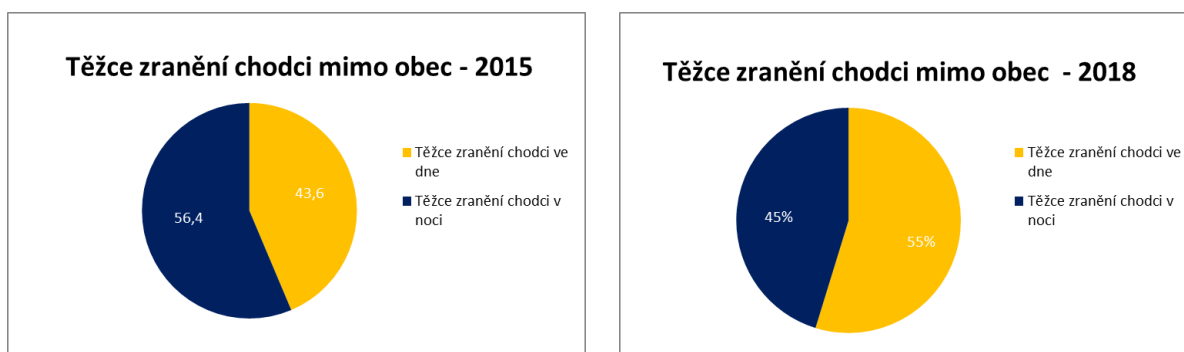 Těžce zranění chodci mimo obec - 2015
43,6
56,4
Těžce zranění chodci ve
dne
Těžce zranění chodci v
noci
Těžce zranění chodci mimo obec  - 2018
45%
55%
Těžce zranění chodci ve
dne
Těžce zranění chodci v
noci